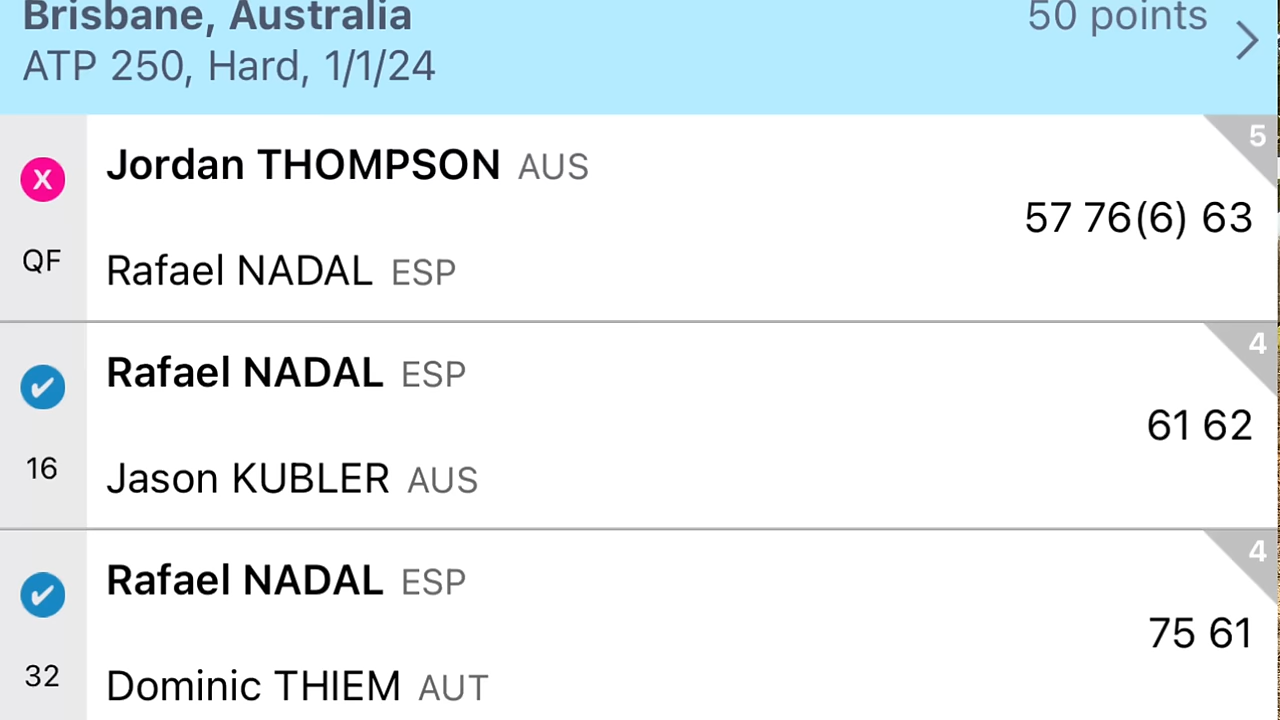 Brisbane, Australia
50 points
ATP 250, Hard, 1/1/24
X
QF
Jordan THOMPSON AUS
Rafael NADAL ESP
57 76(6) 63
5
16
Rafael NADAL ESP
Jason KUBLER AUS
61 62
4
32
Rafael NADAL ESP
Dominic THIEM AUT
75 61
4